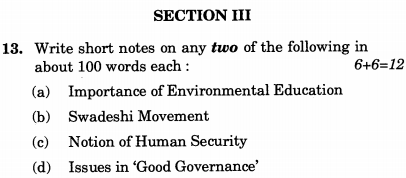 SECTION III
13. Write short notes on any two of the following in
about 100 words each : 6+6=12
(a) Importance of Environmental Education
(b) Swadeshi Movement
(c) Notion of Human Security
(d) Issues in ‘Good Governance’